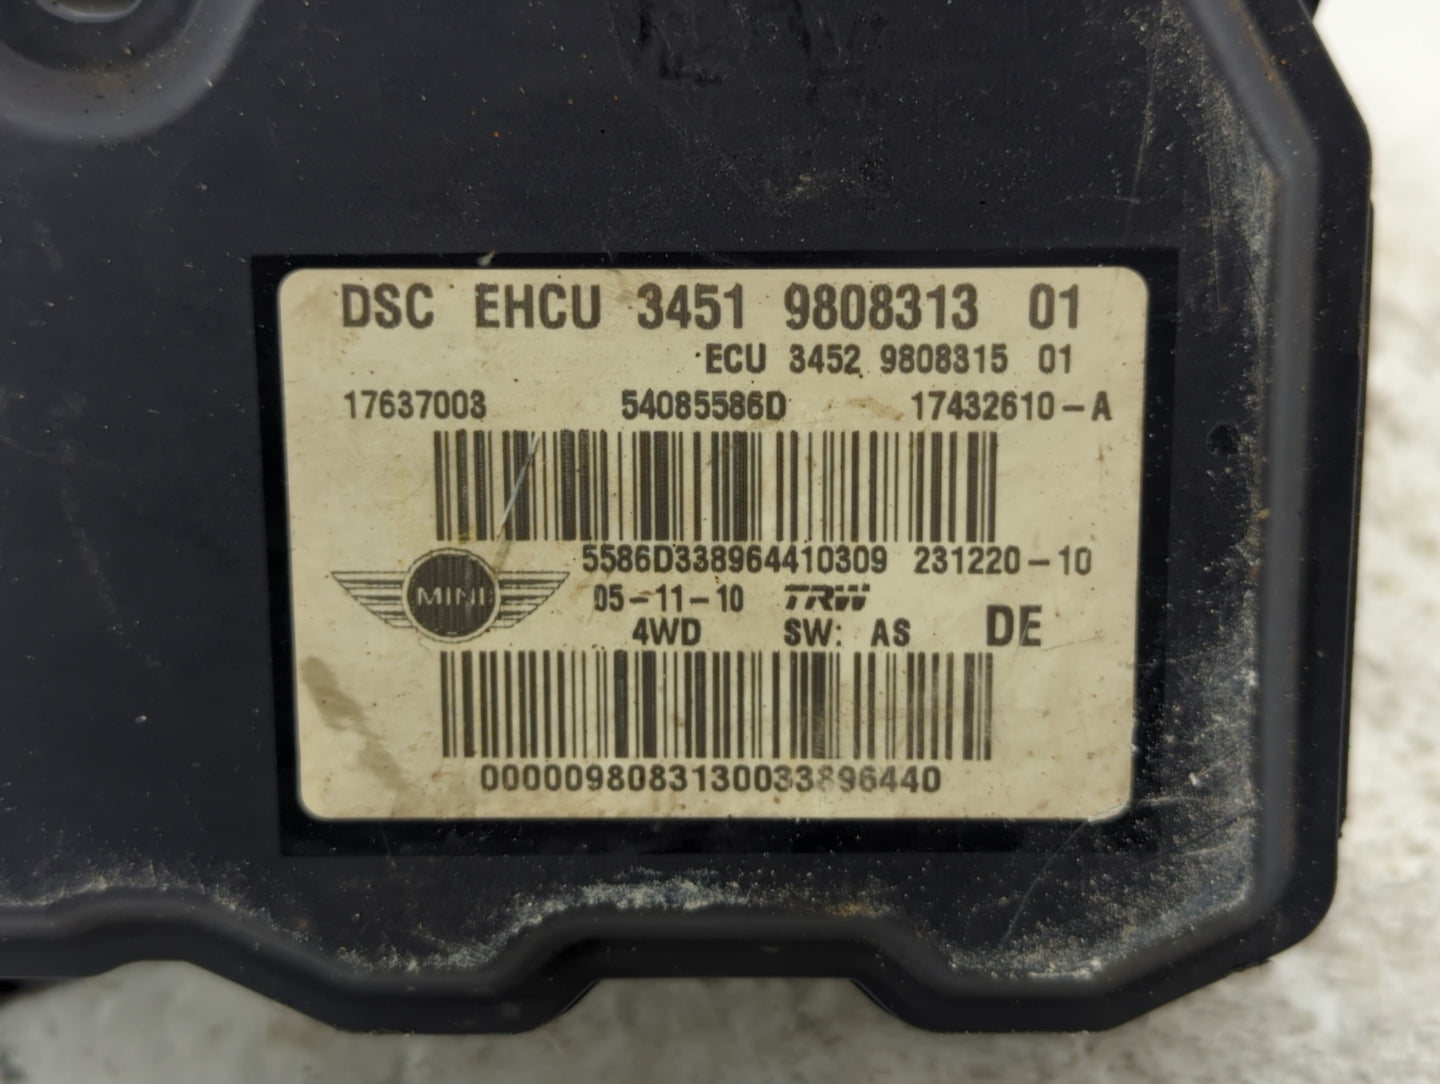 DSC EHCU 3451 9808313 01
ECU 3452 9808315 01
17637003 54085586D 17432610-A
5586D338964410309 231220-10
MINI 05-11-10 TRW
4WD SW: AS DE
0000098083130033896440